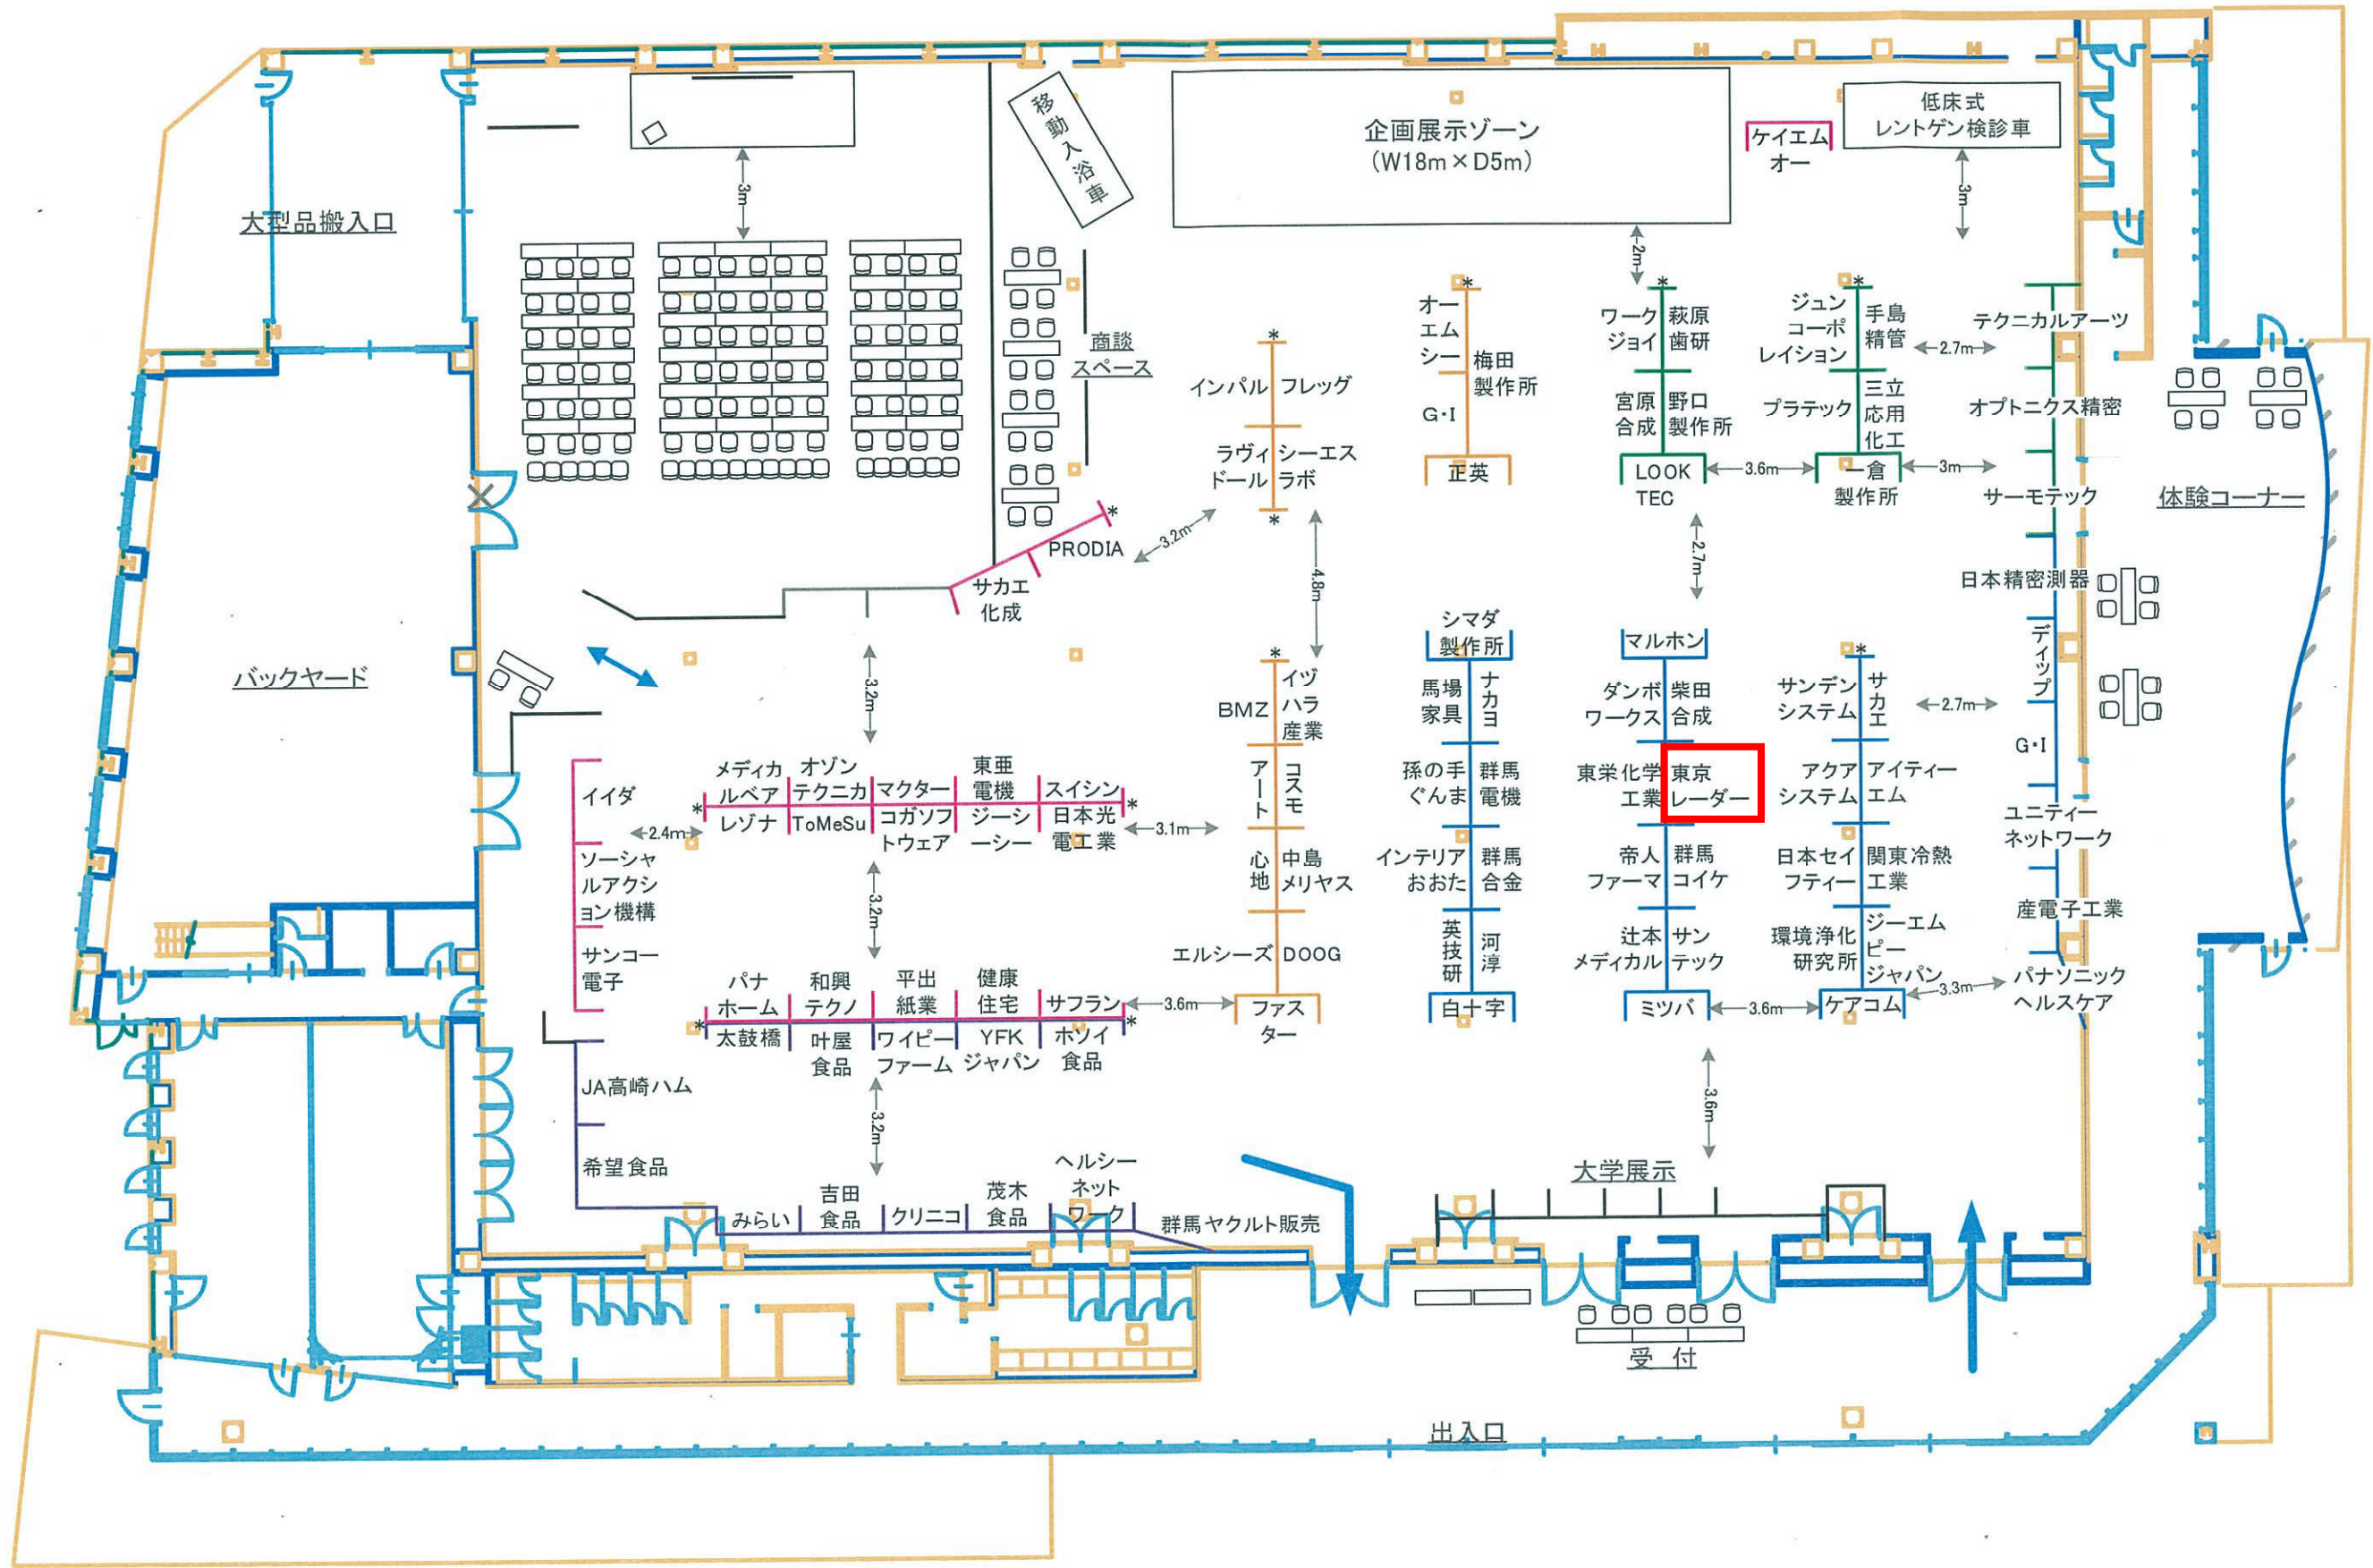 移動入浴車
企画展示ゾーン
(W18m×D5m)
ケイエム
オー
低床式
レントゲン検診車
3m
3m
大型品搬入口
2m
商談
スペース
オーエムシー
梅田
製作所
G・I
正英
ワーク
ジョイ
萩原
歯研
宮原
合成
野口
製作所
LOOK
TEC
3.6m
ジュン
コーポ
レイション
手島
精管
プラテック
三立
応用
化工
一倉
製作所
2.7m
3m
テクニカルアーツ
オプトニクス精密
サーモテック
体験コーナー
インパル
フレッグ
ラヴィ
ドール
シーエス
ラボ
PRODIA
3.2m
サカエ
化成
4.8m
2.7m
日本精密測器
ディップ
G・I
ユニティー
ネットワーク
産電子工業
パナソニック
ヘルスケア
バックヤード
3.2m
BMZ
イヅ
ハラ
産業
アート
コスモ
心地
中島
メリヤス
エルシーズ
DOOG
ファス
ター
シマダ
製作所
馬場
家具
ナカヨ
孫の手
ぐんま
群馬
電機
インテリア
おおた
群馬
合金
英技研
河淳
白十字
マルホン
ダンボ
ワークス
柴田
合成
東栄化学
工業
東京
レーダー
帝人
ファーマ
群馬
コイケ
辻本
メディカル
サン
テック
ミツバ
3.6m
サンデン
システム
サカエ
2.7m
アクア
システム
アイティー
エム
日本セイ
フティー
関東冷熱
工業
環境浄化
研究所
ジーエム
ピー
ジャパン
ケアコム
3.3m
イイダ
ソーシャ
ルアクシ
ョン機構
サンコー
電子
2.4m
メディカ
ルベア
オゾン
テクニカ
マクター
東亜
電機
スイシン
レゾナ
ToMeSu
コガソフ
トウェア
ジーシ
ーシー
日本光
電工業
3.1m
3.2m
パナ
ホーム
和興
テクノ
平出
紙業
健康
住宅
サフラン
3.6m
太鼓橋
叶屋
食品
ワイピー
ファーム
YFK
ジャパン
ホソイ
食品
JA高崎ハム
希望食品
3.2m
3.6m
みらい
吉田
食品
クリニコ
茂木
食品
ヘルシー
ネット
ワーク
群馬ヤクルト販売
大学展示
受付
出入口